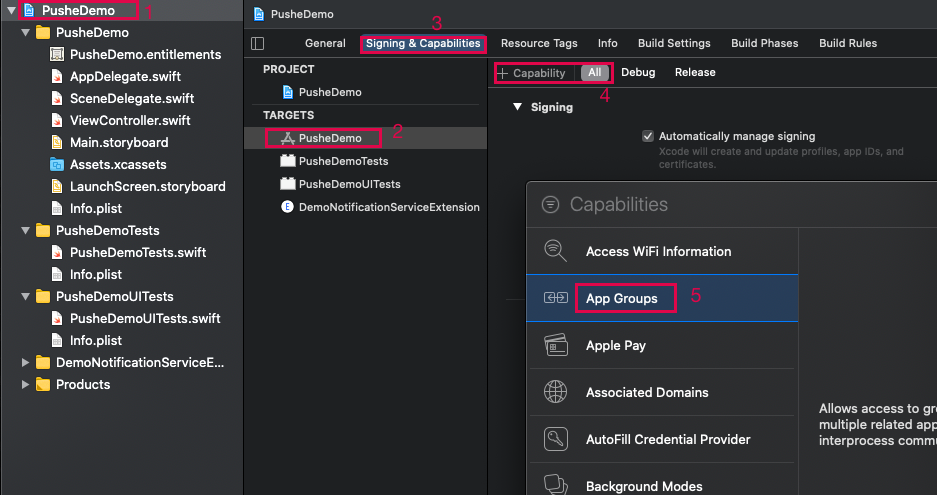 PusheDemo 1
PusheDemo
PusheDemo.entitlements
AppDelegate.swift
SceneDelegate.swift
ViewController.swift
Main.storyboard
Assets.xcassets
LaunchScreen.storyboard
Info.plist
PusheDemoTests
PusheDemoTests.swift
Info.plist
PusheDemoUITests
PusheDemoUITests.swift
Info.plist
DemoNotificationServiceE...
Products
PusheDemo
3
General Signing & Capabilities Resource Tags Info Build Settings Build Phases Build Rules
PROJECT
PusheDemo
TARGETS
PusheDemo 2
PusheDemoTests
PusheDemoUITests
E DemoNotificationServiceExtension
+ Capability All Debug Release
4
Signing
Automatically manage signing
Xcode will create and update profiles, app IDs, and
certificates.
Capabilities
Access WiFi Information
App Groups 5
Apple Pay
Associated Domains
AutoFill Credential Provider
Background Modes
Allows access to gr
multiple related app
interprocess commu